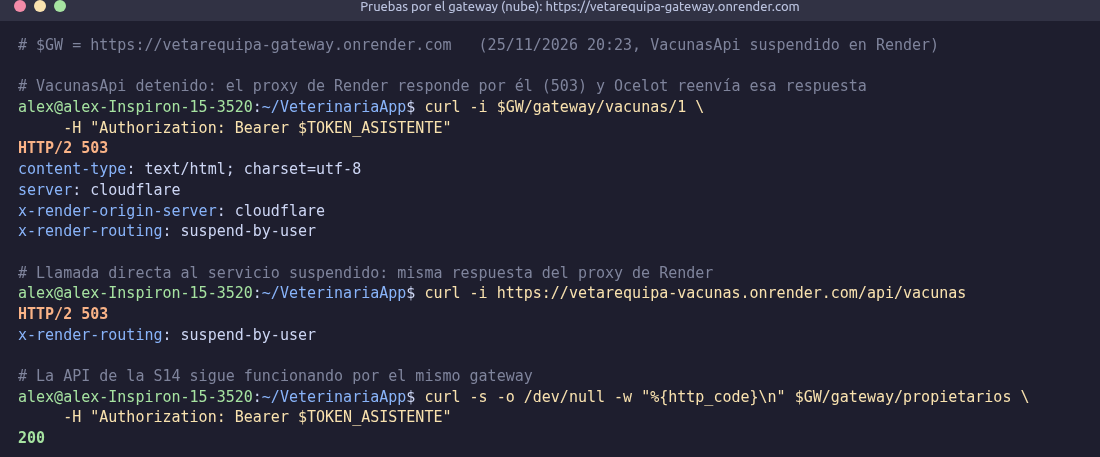 Pruebas por el gateway (nube): https://vetarequipa-gateway.onrender.com
# $GW = https://vetarequipa-gateway.onrender.com   (25/11/2026 20:23, VacunasApi suspendido en Render)
# VacunasApi detenido: el proxy de Render responde por él (503) y Ocelot reenvía esa respuesta
alex@alex-Inspiron-15-3520:~/VeterinariaApp$ curl -i $GW/gateway/vacunas/1 \
     -H "Authorization: Bearer $TOKEN_ASISTENTE"
HTTP/2 503
content-type: text/html; charset=utf-8
server: cloudflare
x-render-origin-server: cloudflare
x-render-routing: suspend-by-user
# Llamada directa al servicio suspendido: misma respuesta del proxy de Render
alex@alex-Inspiron-15-3520:~/VeterinariaApp$ curl -i https://vetarequipa-vacunas.onrender.com/api/vacunas
HTTP/2 503
x-render-routing: suspend-by-user
# La API de la S14 sigue funcionando por el mismo gateway
alex@alex-Inspiron-15-3520:~/VeterinariaApp$ curl -s -o /dev/null -w "%{http_code}\n" $GW/gateway/propietarios \
     -H "Authorization: Bearer $TOKEN_ASISTENTE"
200